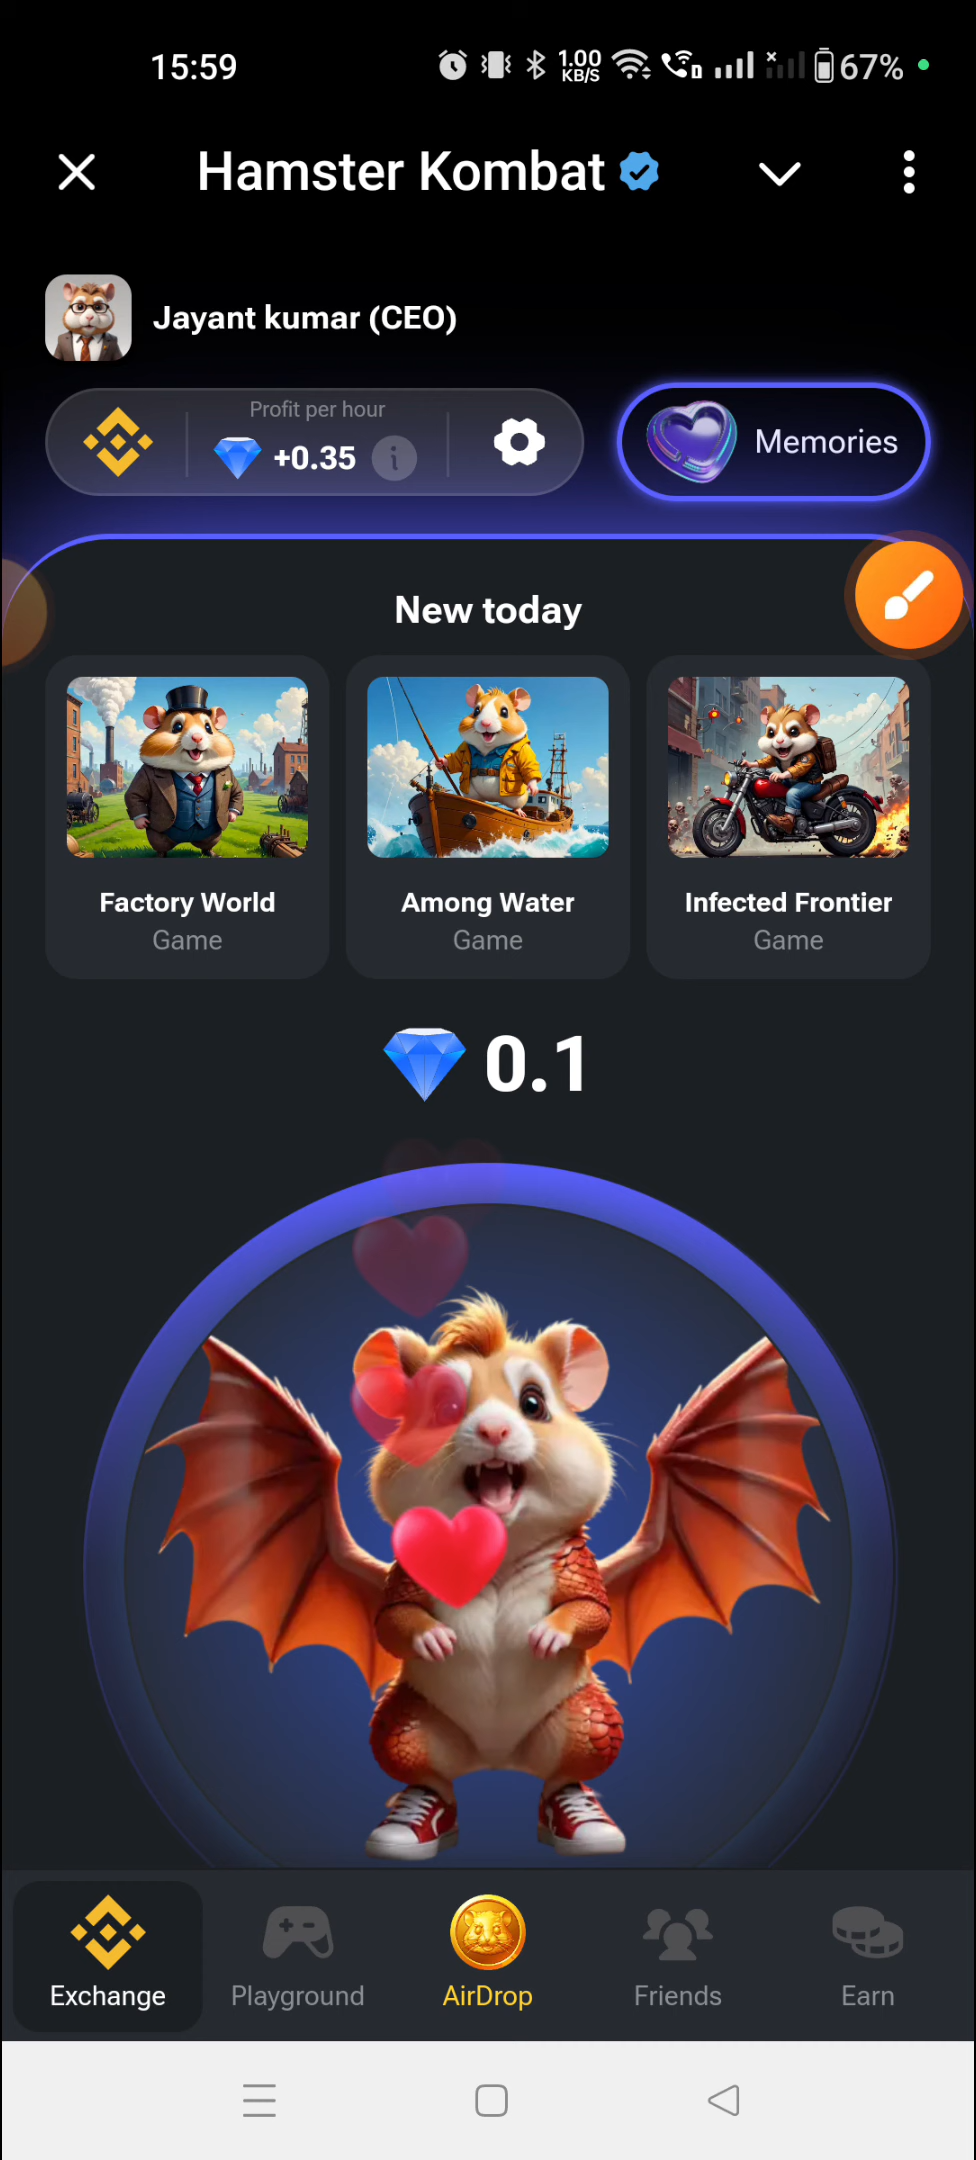 15:59
1.00
KB/S
67%
Hamster Kombat
Jayant kumar (CEO)
Profit per hour
+0.35
Memories
New today
Factory World
Game
Among Water
Game
Infected Frontier
Game
0.1
Exchange
Playground
AirDrop
Friends
Earn